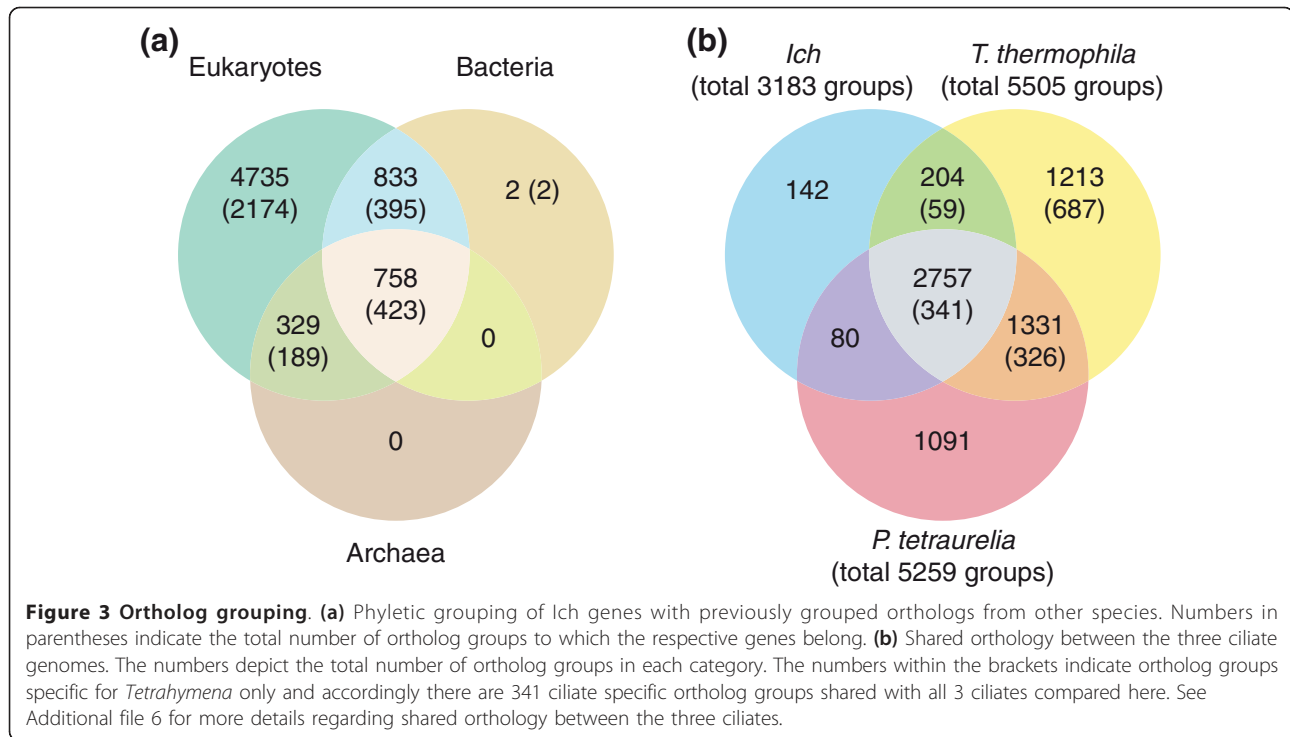 (a)
Eukaryotes
Bacteria
4735
(2174)
833
(395)
2 (2)
758
(423)
329
(189)
0
0
Archaea
(b)
Ich
(total 3183 groups)
T. thermophila
(total 5505 groups)
142
204
(59)
1213
(687)
2757
(341)
80
1331
(326)
1091
P. tetraurelia
(total 5259 groups)
Figure 3 Ortholog grouping. (a) Phyletic grouping of Ich genes with previously grouped orthologs from other species. Numbers in
parentheses indicate the total number of ortholog groups to which the respective genes belong. (b) Shared orthology between the three ciliate
genomes. The numbers depict the total number of ortholog groups in each category. The numbers within the brackets indicate ortholog groups
specific for Tetrahymena only and accordingly there are 341 ciliate specific ortholog groups shared with all 3 ciliates compared here. See
Additional file 6 for more details regarding shared orthology between the three ciliates.